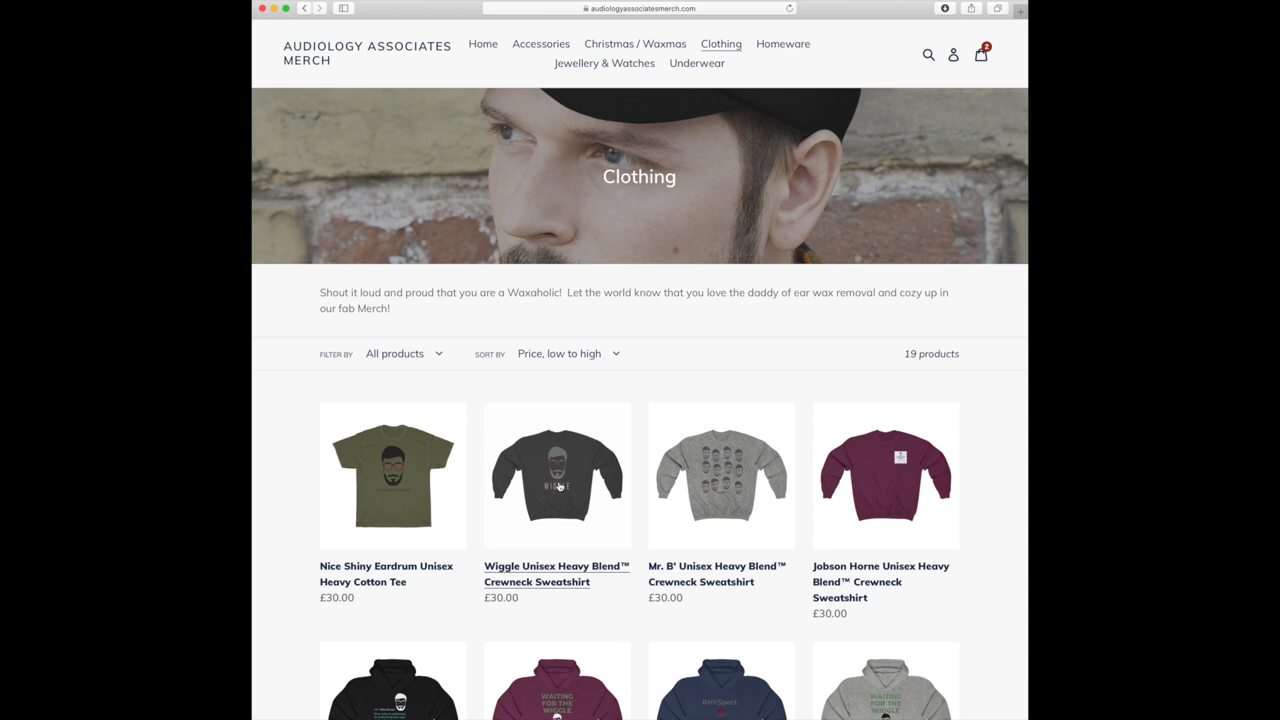 audiologyassociatesmerch.com
AUDIOLOGY ASSOCIATES
MERCH
Home Accessories Christmas / Waxmas Clothing Homeware
Jewellery & Watches Underwear
2
Clothing
Shout it loud and proud that you are a Waxaholic! Let the world know that you love the daddy of ear wax removal and cozy up in
our fab Merch!
FILTER BY All products SORT BY Price, low to high 19 products
Nice Shiny Eardrum Unisex
Heavy Cotton Tee
£30.00
Wiggle Unisex Heavy Blend™
Crewneck Sweatshirt
£30.00
Mr. B' Unisex Heavy Blend™
Crewneck Sweatshirt
£30.00
Jobson Horne Unisex Heavy
Blend™ Crewneck
Sweatshirt
£30.00
WAITING
FOR THE
WIGGLE
RHYSpect
WAITING
FOR THE
WIGGLE